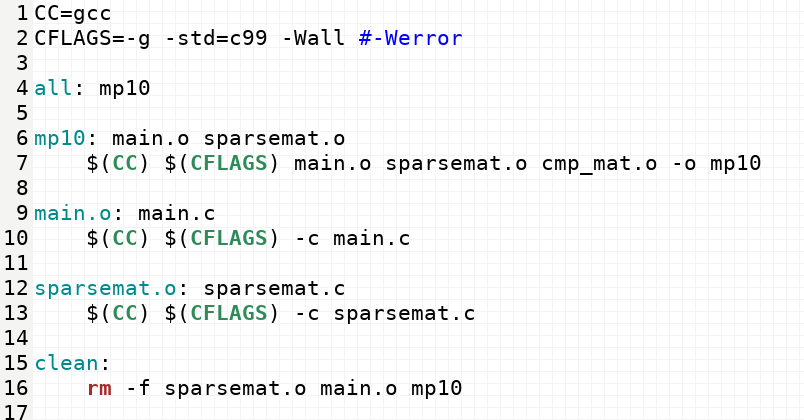 1 CC=gcc
2 CFLAGS=-g -std=c99 -Wall #-Werror
3
4 all: mp10
5
6 mp10: main.o sparsemat.o
7     $(CC) $(CFLAGS) main.o sparsemat.o cmp_mat.o -o mp10
8
9 main.o: main.c
10     $(CC) $(CFLAGS) -c main.c
11
12 sparsemat.o: sparsemat.c
13     $(CC) $(CFLAGS) -c sparsemat.c
14
15 clean:
16     rm -f sparsemat.o main.o mp10
17